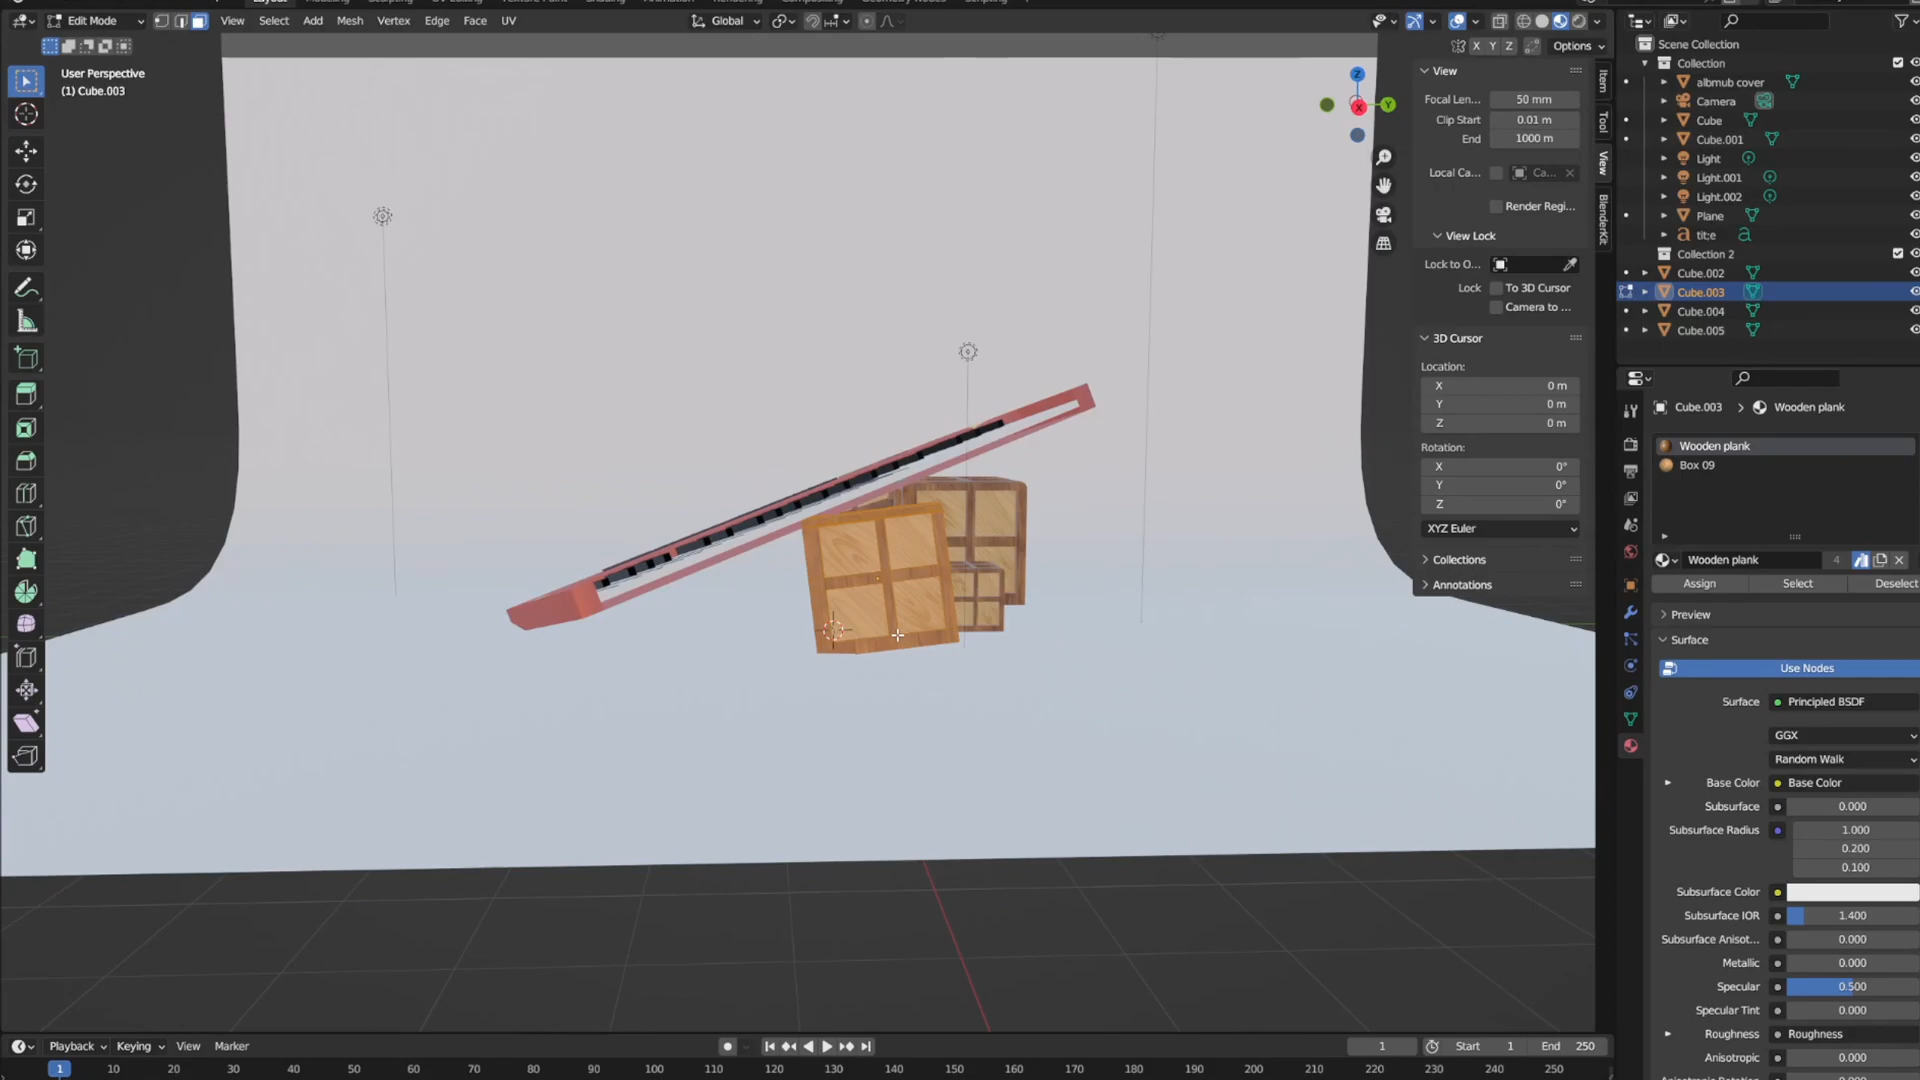 Edit Mode View Select Add Mesh Vertex Edge Face UV Global
X Y Z Options
User Perspective
(1) Cube.003
Z
Y
X
View
Focal Len... 50 mm
Clip Start 0.01 m
End 1000 m
Local Ca... Ca...
Render Regi...
View Lock
Lock to O...
Lock To 3D Cursor
Camera to ...
3D Cursor
Location:
X 0 m
Y 0 m
Z 0 m
Rotation:
X 0°
Y 0°
Z 0°
XYZ Euler
Collections
Annotations
Item
Tool
View
BlenderKit
Scene Collection
Collection
albmub cover
Camera
Cube
Cube.001
Light
Light.001
Light.002
Plane
tit;e
Collection 2
Cube.002
Cube.003
Cube.004
Cube.005
Cube.003 Wooden plank
Wooden plank
Box 09
Wooden plank 4
Assign Select Deselect
Preview
Surface
Use Nodes
Surface Principled BSDF
GGX
Random Walk
Base Color Base Color
Subsurface 0.000
Subsurface Radius 1.000
0.200
0.100
Subsurface Color
Subsurface IOR 1.400
Subsurface Anisot... 0.000
Metallic 0.000
Specular 0.500
Specular Tint 0.000
Roughness Roughness
Anisotropic 0.000
Playback Keying View Marker 1 Start 1 End 250
1 10 20 30 40 50 60 70 80 90 100 110 120 130 140 150 160 170 180 190 200 210 220 230 240 250